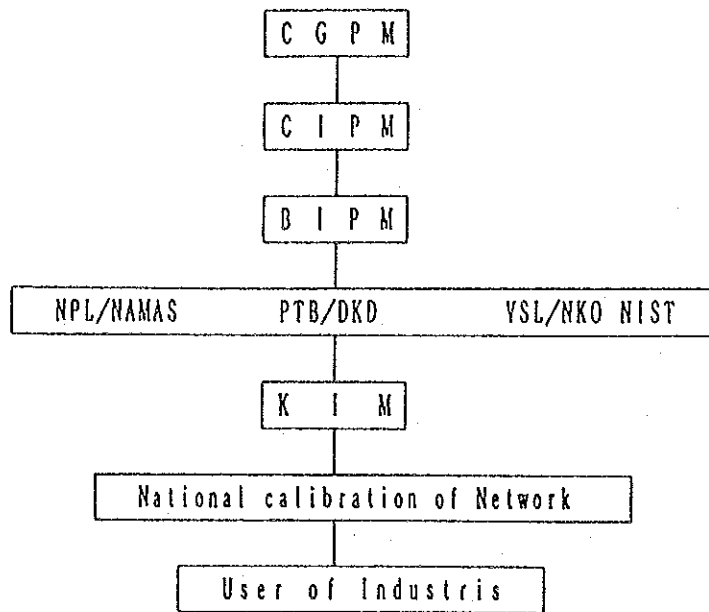 C G P M
C I P M
B I P M
NPL/NAMAS PTB/DKD VSL/NKO NIST
K I M
National calibration of Network
User of Industris